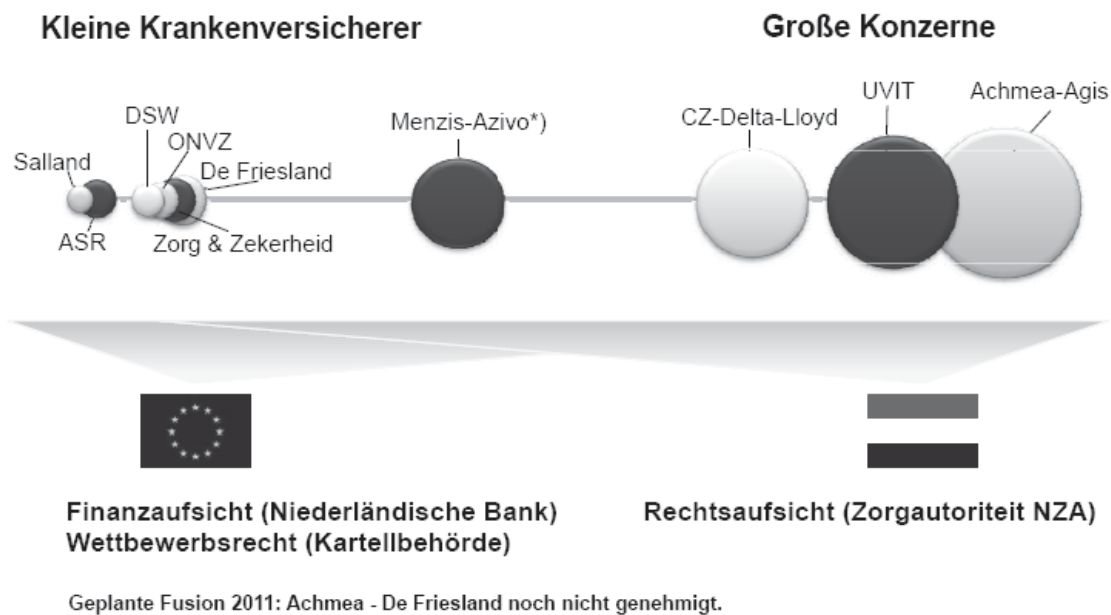 Kleine Krankenversicherer
Große Konzerne
DSW
ONVZ
Salland
De Friesland
ASR
Zorg & Zekerheid
Menzis-Azivo*)
CZ-Delta-Lloyd
UVIT
Achmea-Agis
Finanzaufsicht (Niederländische Bank)
Wettbewerbsrecht (Kartellbehörde)
Rechtsaufsicht (Zorgautoriteit NZA)
Geplante Fusion 2011: Achmea - De Friesland noch nicht genehmigt.